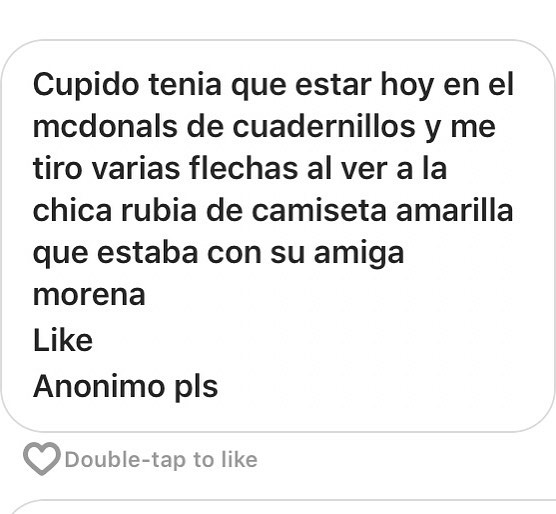 Cupido tenia que estar hoy en el
mcdonals de cuadernillos y me
tiro varias flechas al ver a la
chica rubia de camiseta amarilla
que estaba con su amiga
morena
Like
Anonimo pls
Double-tap to like